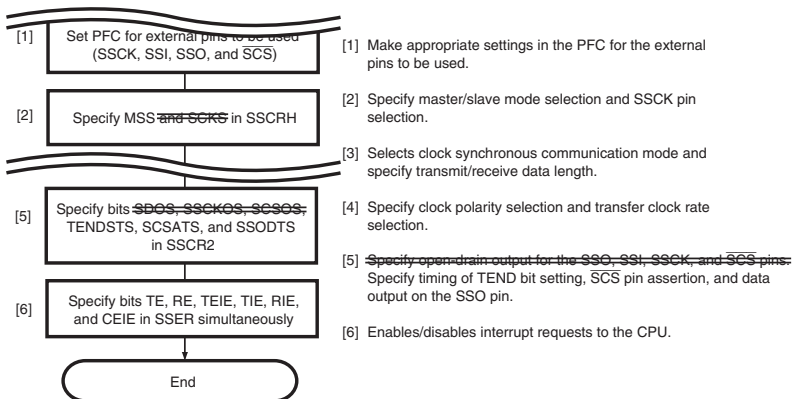 [1]
Set PFC for external pins to be used
(SSCK, SSI, SSO, and SCS)
[2]
Specify MSS and SCKS in SSCRH
[5]
Specify bits SDOS, SSCKOS, SCSOS,
TENDSTS, SCSATS, and SSODTS
in SSCR2
[6]
Specify bits TE, RE, TEIE, TIE, RIE,
and CEIE in SSER simultaneously
End
[1] Make appropriate settings in the PFC for the external
pins to be used.
[2] Specify master/slave mode selection and SSCK pin
selection.
[3] Selects clock synchronous communication mode and
specify transmit/receive data length.
[4] Specify clock polarity selection and transfer clock rate
selection.
[5] Specify open-drain output for the SSO, SSI, SSCK, and SCS pins.
Specify timing of TEND bit setting, SCS pin assertion, and data
output on the SSO pin.
[6] Enables/disables interrupt requests to the CPU.